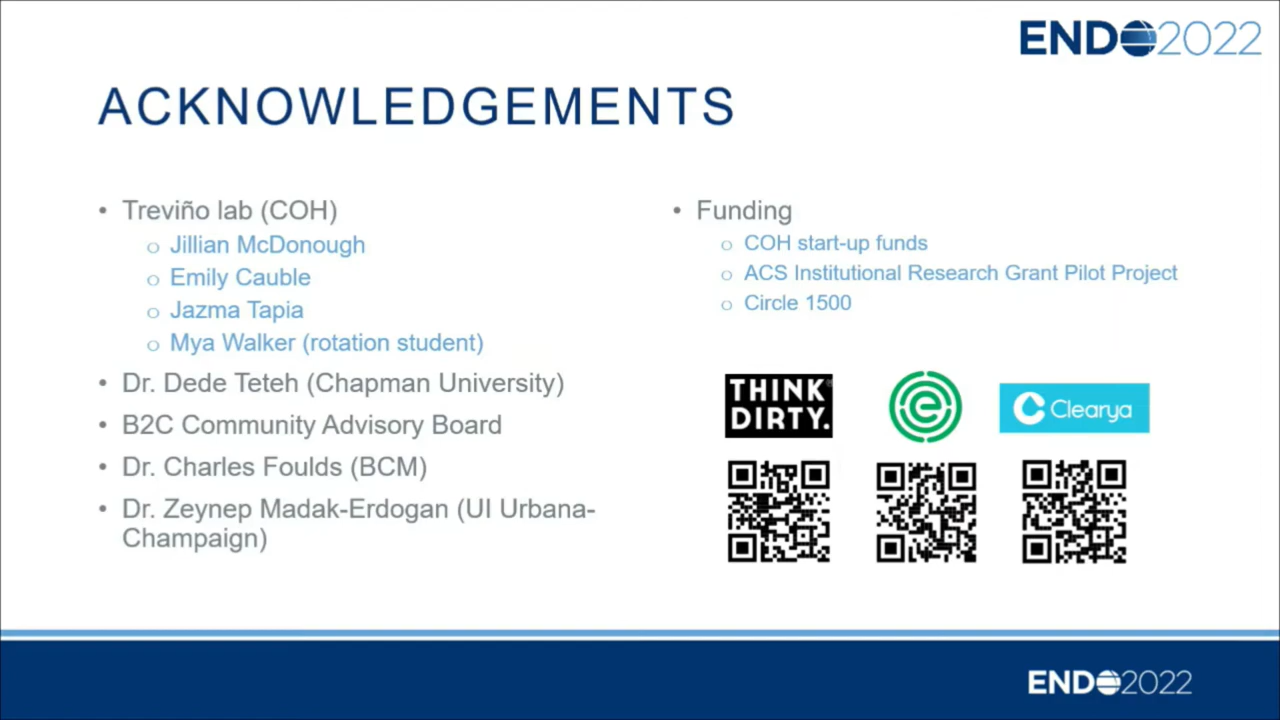 ENDO2022
ACKNOWLEDGEMENTS
• Treviño lab (COH)
o Jillian McDonough
o Emily Cauble
o Jazma Tapia
o Mya Walker (rotation student)
• Dr. Dede Teteh (Chapman University)
• B2C Community Advisory Board
• Dr. Charles Foulds (BCM)
• Dr. Zeynep Madak-Erdogan (UI Urbana-
Champaign)
• Funding
o COH start-up funds
o ACS Institutional Research Grant Pilot Project
o Circle 1500
THINK
DIRTY.
e
Clearya
ENDO2022